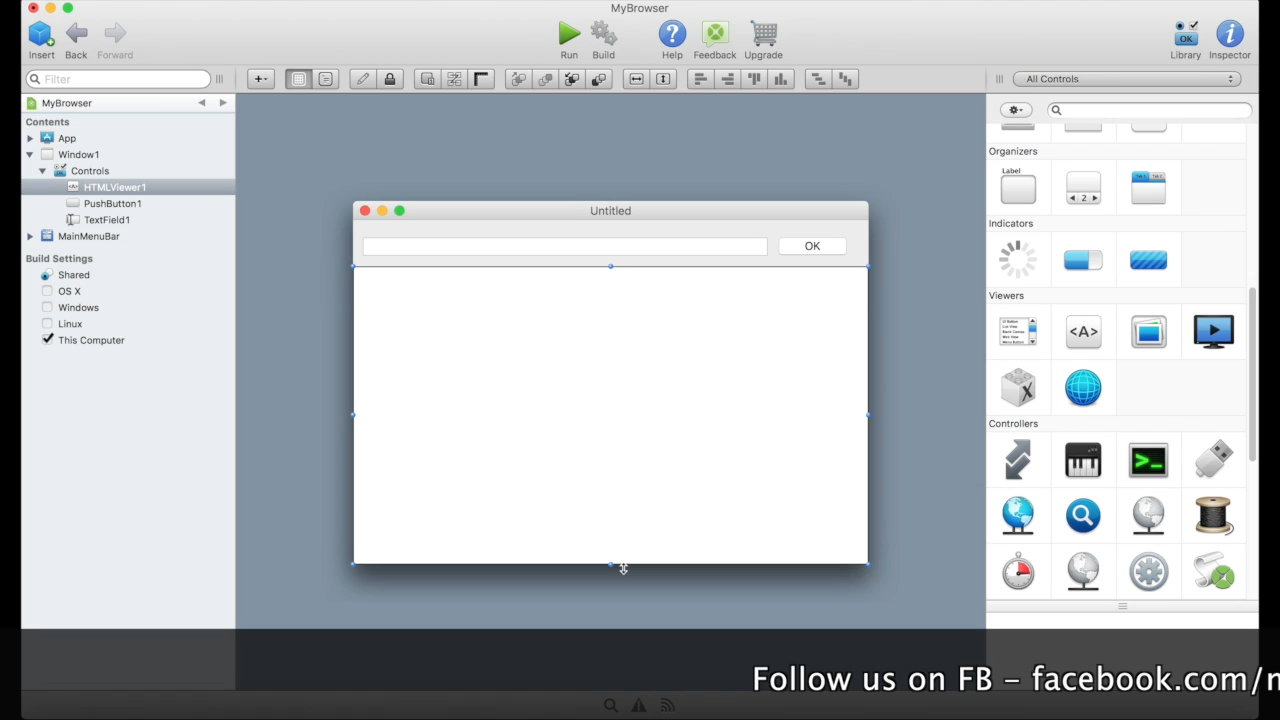 MyBrowser
Insert Back Forward Run Build Help Feedback Upgrade Library Inspector
Filter
All Controls
MyBrowser
Contents
App
Window1
Controls
HTMLViewer1
PushButton1
TextField1
MainMenuBar
Build Settings
Shared
OS X
Windows
Linux
This Computer
Untitled
OK
Organizers
Label
2
Indicators
Viewers
<A>
Controllers
Follow us on FB – facebook.com/